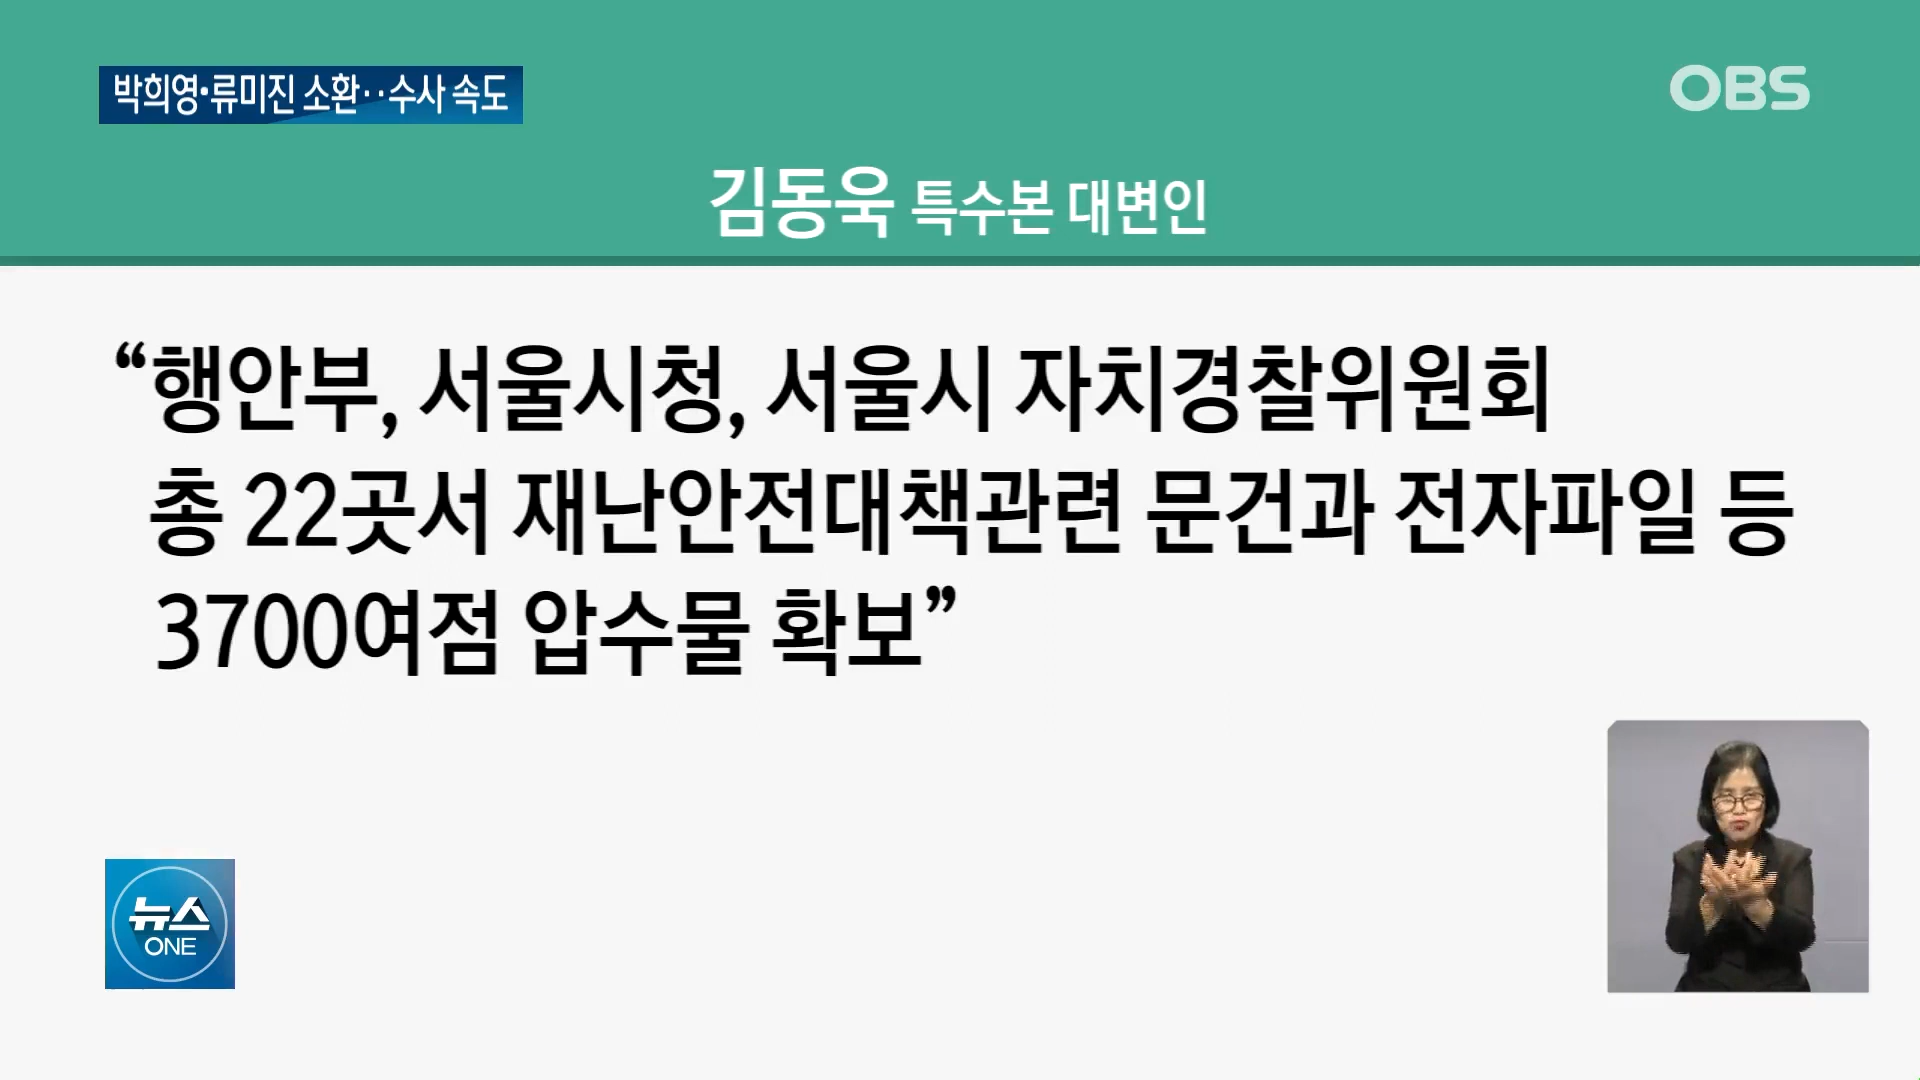 박희영•류미진 소환‥수사 속도
OBS
김동욱 특수본 대변인
“행안부, 서울시청, 서울시 자치경찰위원회
총 22곳서 재난안전대책관련 문건과 전자파일 등
3700여점 압수물 확보”
뉴스
ONE